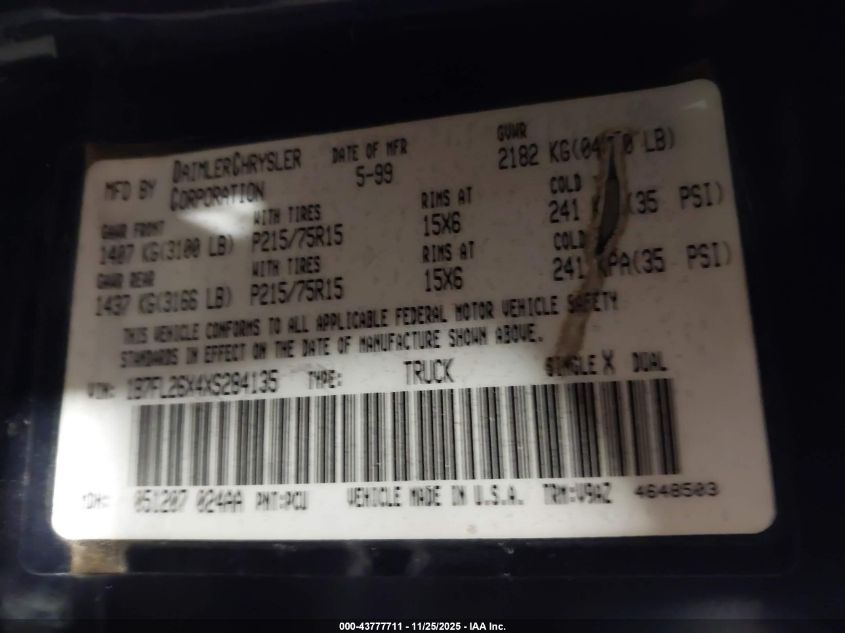 MFD BY DAIMLERCHRYSLER CORPORATION DATE OF MFR 5-99 GVWR 2182 KG( LB)
GAWR FRONT WITH TIRES RIMS AT COLD
1407 KG(3100 LB) P215/75R15 15X6 241 (35 PSI)
GAWR REAR WITH TIRES RIMS AT COLD
1437 KG(3166 LB) P215/75R15 15X6 241 KPA(35 PSI)
THIS VEHICLE CONFORMS TO ALL APPLICABLE FEDERAL MOTOR VEHICLE SAFETY
STANDARDS IN EFFECT ON THE DATE OF MANUFACTURE SHOWN ABOVE.
VIN: 1B7FL26X4XS284135 TYPE: TRUCK SINGLE X DUAL
MDH: 051207 024AA PNT:PCU VEHICLE MADE IN U.S.A. TRM:V9AZ 4648503
000-43777711 - 11/25/2025 - IAA Inc.